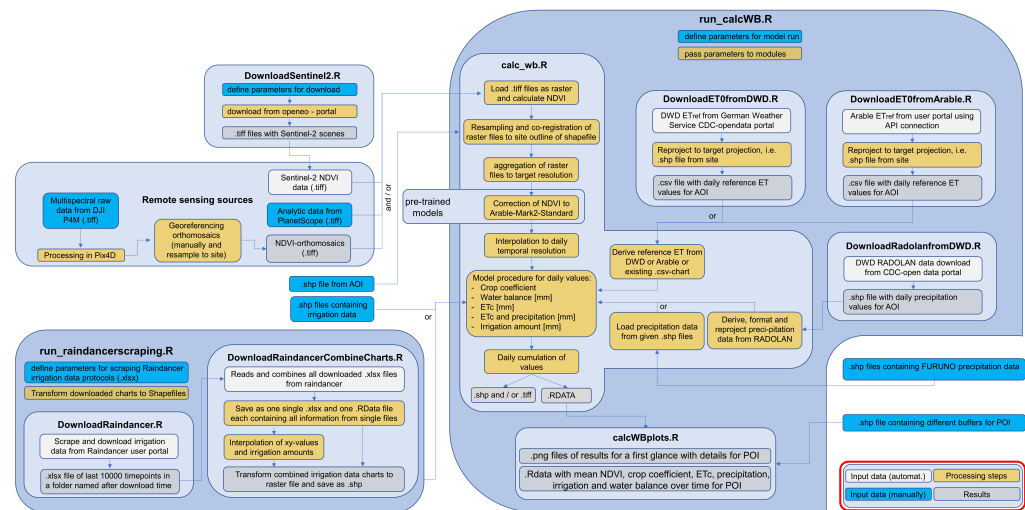 run_calcWB.R
define parameters for model run
pass parameters to modules
DownloadSentinel2.R
define parameters for download
download from openeo - portal
.tiff files with Sentinel-2 scenes
Remote sensing sources
Multispectral raw
data from DJI
P4M (.tiff)
Processing in Pix4D
Georeferencing
orthomosaics
(manually and
resample to site)
Sentinel-2 NDVI
data (.tiff)
Analytic data from
PlanetScope (.tiff)
NDVI-orthomosaics
(.tiff)
and / or
.shp file from AOI
.shp files containing
irrigation data
or
calc_wb.R
Load .tiff files as raster
and calculate NDVI
Resampling and co-registration of
raster files to site outline of shapefile
aggregation of raster
files to target resolution
pre-trained
models
Correction of NDVI to
Arable-Mark2-Standard
Interpolation to daily
temporal resolution
Model procedure for daily values:
- Crop coefficient
- Water balance [mm]
- ETc [mm]
- ETc and precipitation [mm]
- Irrigation amount [mm]
Daily cumulation of
values
.shp and / or .tiff
.RDATA
DownloadET0fromDWD.R
DWD ETref from German Weather
Service CDC-opendata portal
Reproject to target projection, i.e.
.shp file from site
.csv file with daily reference ET
values for AOI
DownloadET0fromArable.R
Arable ETref from user portal using
API connection
Reproject to target projection, i.e.
.shp file from site
.csv file with daily reference ET
values for AOI
or
Derive reference ET from
DWD or Arable or
existing .csv-chart
DownloadRadolanfromDWD.R
DWD RADOLAN data download
from CDC-open data portal
.shp file with daily precipitation
values for AOI
or
Load precipitation data
from given .shp files
Derive, format and
reproject preci-pitation
data from RADOLAN
.shp files containing FURUNO precipitation data
.shp file containing different buffers for POI
calcWBplots.R
.png files of results for a first glance with details for POI
.Rdata with mean NDVI, crop coefficient, ETc, precipitation,
irrigation and water balance over time for POI
run_raindancerscraping.R
define parameters for scraping Raindancer
irrigation data protocols (.xlsx)
Transform downloaded charts to Shapefiles
DownloadRaindancer.R
Scrape and download irrigation
data from Raindancer user portal
.xlsx file of last 10000 timepoints in
a folder named after download time
DownloadRaindancerCombineCharts.R
Reads and combines all downloaded .xlsx files
from raindancer
Save as one single .xlsx and one .RData file
each containing all information from single files
Interpolation of xy-values
and irrigation amounts
Transform combined irrigation data charts to
raster file and save as .shp
Input data (automat.)
Processing steps
Input data (manually)
Results